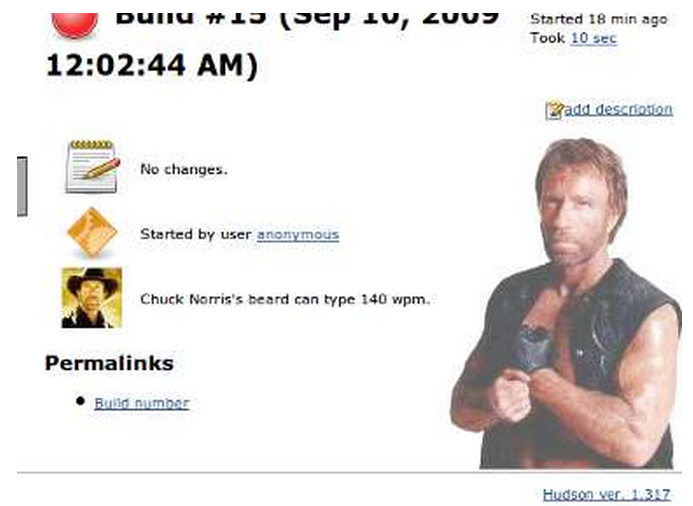 Build #15 (Sep 10, 2009
12:02:44 AM)
Started 18 min ago
Took 10 sec
add description
No changes.
Started by user anonymous
Chuck Norris's beard can type 140 wpm.
Permalinks
Build number
Hudson ver. 1.317